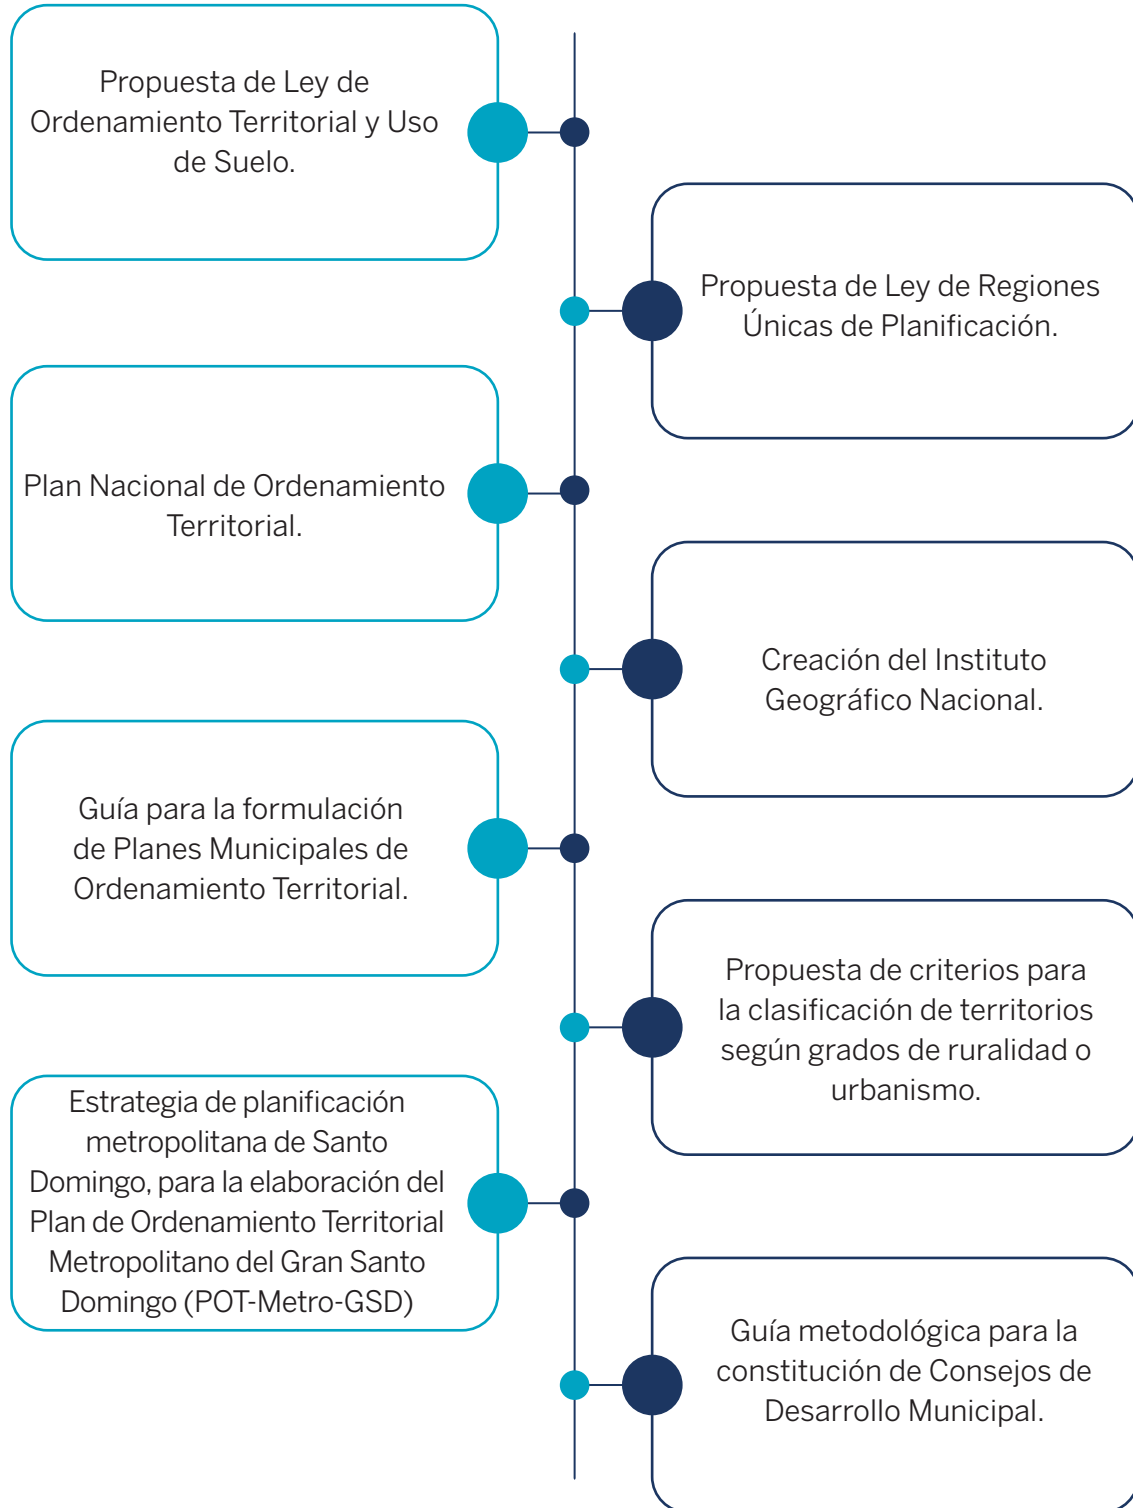 Propuesta de Ley de
Ordenamiento Territorial y Uso
de Suelo.
Propuesta de Ley de Regiones
Únicas de Planificación.
Plan Nacional de Ordenamiento
Territorial.
Creación del Instituto
Geográfico Nacional.
Guía para la formulación
de Planes Municipales de
Ordenamiento Territorial.
Propuesta de criterios para
la clasificación de territorios
según grados de ruralidad o
urbanismo.
Estrategia de planificación
metropolitana de Santo
Domingo, para la elaboración del
Plan de Ordenamiento Territorial
Metropolitano del Gran Santo
Domingo (POT-Metro-GSD)
Guía metodológica para la
constitución de Consejos de
Desarrollo Municipal.